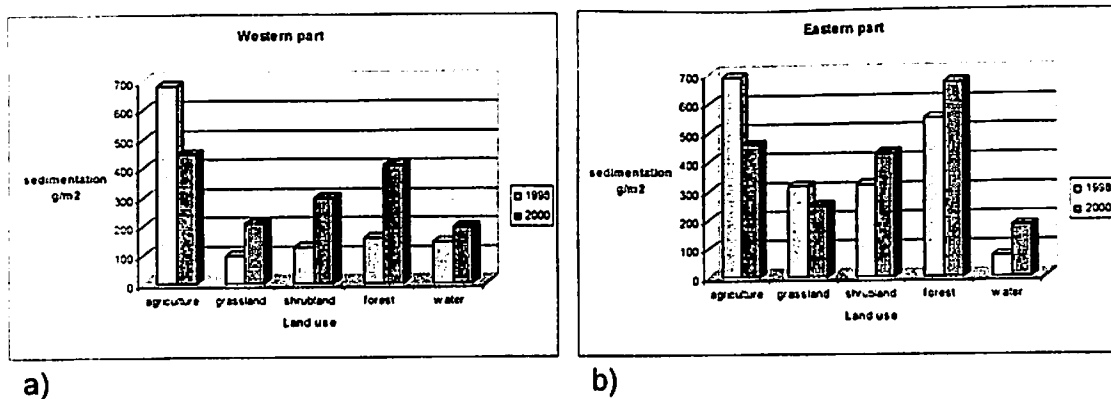 Western part
700
600
500
400
300
200
100
0
sedimentation
g/m2
agriculture grassland shrubland forest water
Land use
1998
2000
a)
Eastern part
700
600
500
400
300
200
100
0
sedimentation
g/m2
agriculture grassland shrubland forest water
Land use
1998
2000
b)